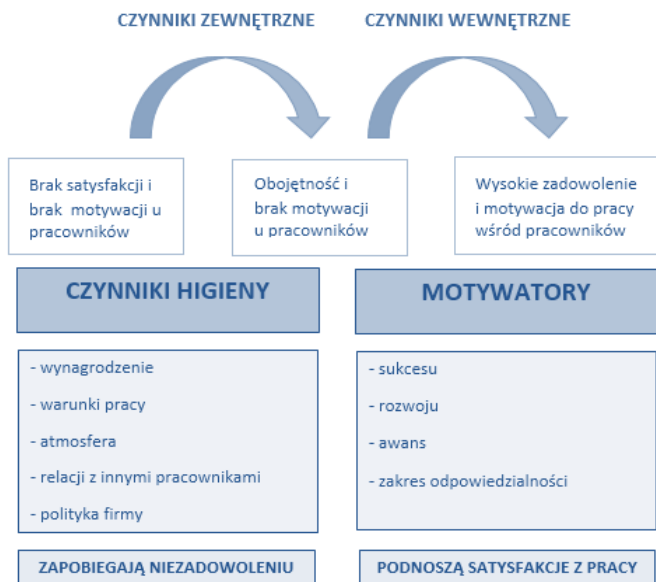 CZYNNIKI ZEWNĘTRZNE
CZYNNIKI WEWNĘTRZNE
Brak satysfakcji i
brak motywacji u
pracowników
Obojętność i
brak motywacji
u pracowników
Wysokie zadowolenie
i motywacja do pracy
wśród pracowników
CZYNNIKI HIGIENY
- wynagrodzenie
- warunki pracy
- atmosfera
- relacji z innymi pracownikami
- polityka firmy
ZAPOBIEGAJĄ NIEZADOWOLENIU
MOTYWATORY
- sukcesu
- rozwoju
- awans
- zakres odpowiedzialności
PODNOSZĄ SATYSFAKCJE Z PRACY